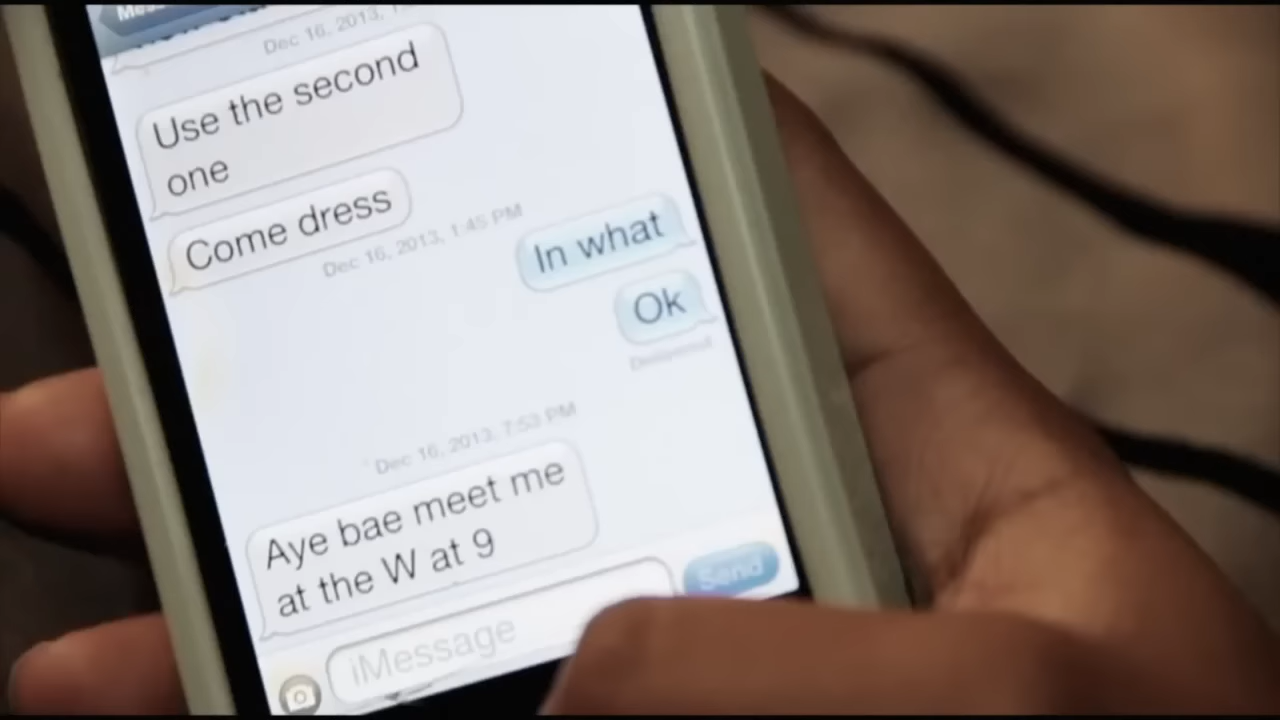 Dec 16, 2013,
Use the second
one
Come dress
Dec 16, 2013, 1:45 PM
In what
Ok
Delivered
Dec 16, 2013, 7:53 PM
Aye bae meet me
at the W at 9
iMessage
Send